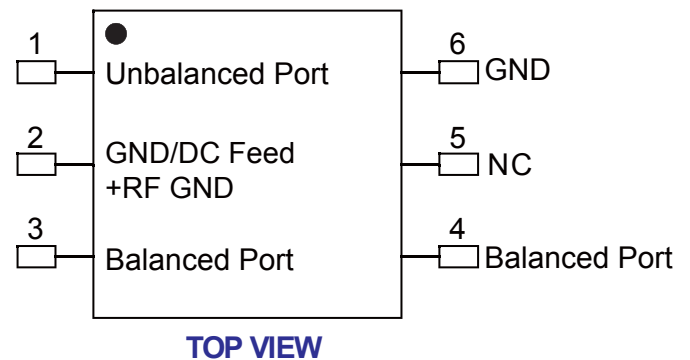 1
Unbalanced Port
6
GND
2
GND/DC Feed
+RF GND
5
NC
3
Balanced Port
4
Balanced Port
TOP VIEW